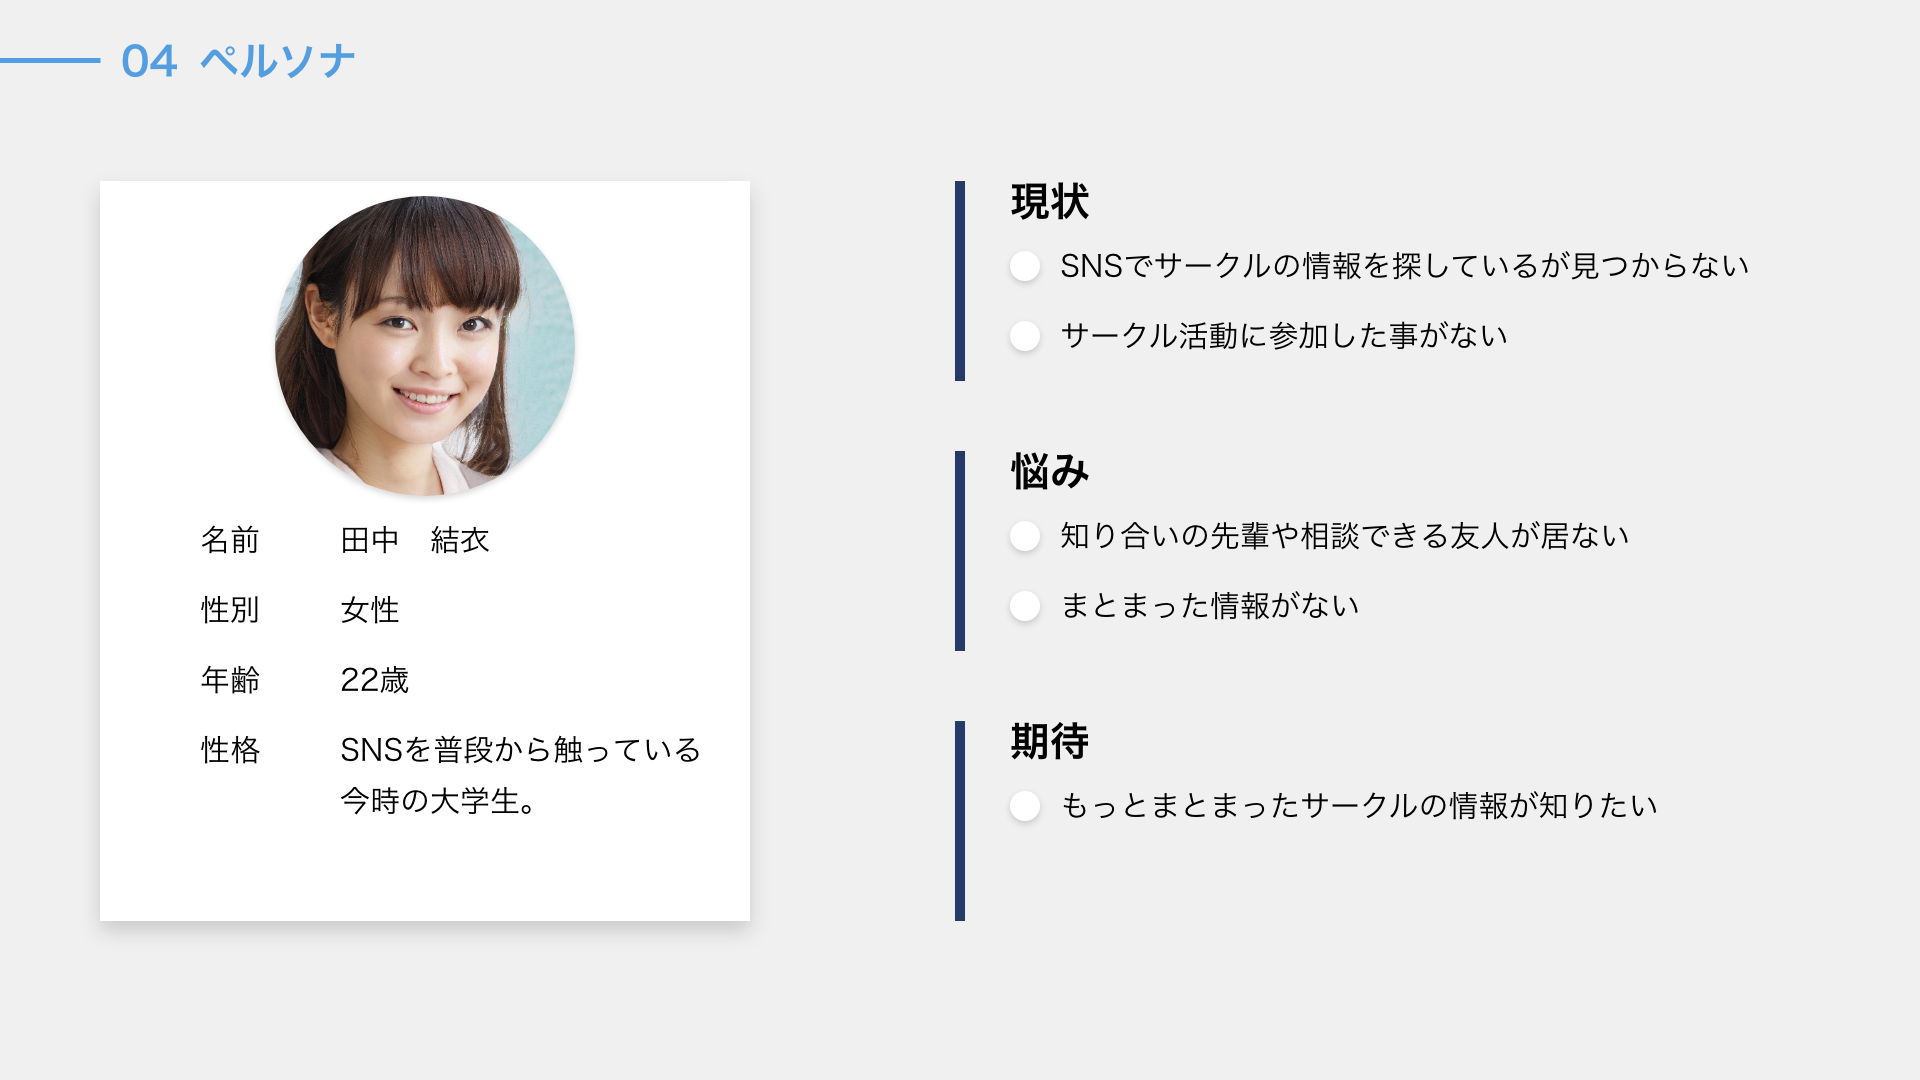 04 ペルソナ
名前 田中　結衣
性別 女性
年齢 22歳
性格 SNSを普段から触っている
今時の大学生。
現状
SNSでサークルの情報を探しているが見つからない
サークル活動に参加した事がない
悩み
知り合いの先輩や相談できる友人が居ない
まとまった情報がない
期待
もっとまとまったサークルの情報が知りたい